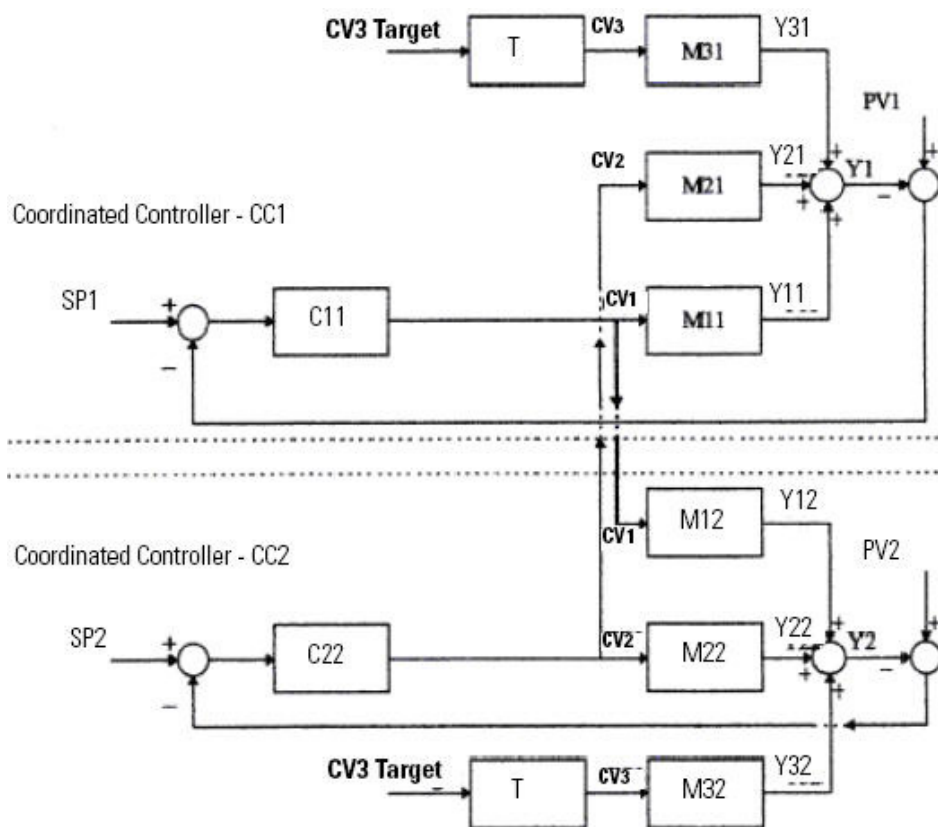 CV3 Target
T
CV3
M31
Y31
PV1
CV2
M21
Y21
Y1
Coordinated Controller - CC1
SP1
C11
CV1
M11
Y11
M12
Y12
CV1
Coordinated Controller - CC2
PV2
SP2
C22
CV2
M22
Y22
Y2
CV3 Target
T
CV3
M32
Y32